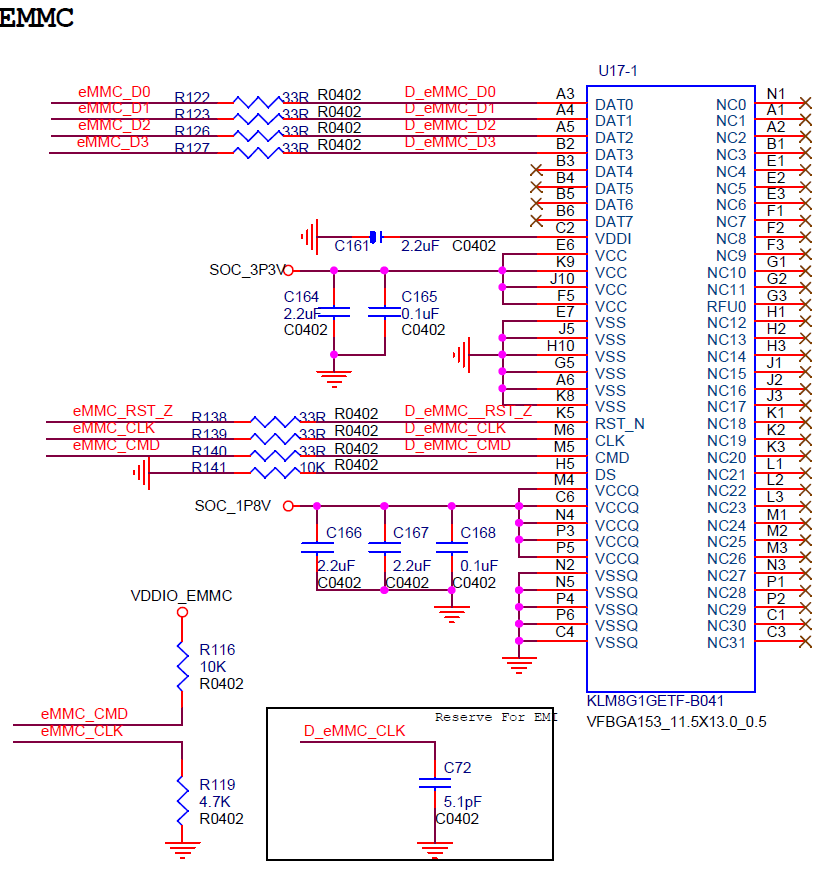 EMMC
U17-1
eMMC_D0 R122 33R R0402 D_eMMC_D0 A3 DAT0 NC0 N1
eMMC_D1 R123 33R R0402 D_eMMC_D1 A4 DAT1 NC1 A1
eMMC_D2 R126 33R R0402 D_eMMC_D2 A5 DAT2 NC2 A2
eMMC_D3 R127 33R R0402 D_eMMC_D3 B2 DAT3 NC3 B1
B3 DAT4 NC4 E1
B4 DAT5 NC5 E2
B5 DAT6 NC6 E3
B6 DAT7 NC7 F1
C161 2.2uF C0402 C2 VDDI NC8 F2
E6 VCC NC9 F3
SOC_3P3V K9 VCC NC10 G1
J10 VCC NC11 G2
C164 C165 F5 VCC RFU0 G3
2.2uF 0.1uF E7 VSS NC12 H1
C0402 C0402 J5 VSS NC13 H2
H10 VSS NC14 H3
G5 VSS NC15 J1
A6 VSS NC16 J2
K8 VSS NC17 J3
eMMC_RST_Z R138 33R R0402 D_eMMC__RST_Z K5 RST_N NC18 K1
eMMC_CLK R139 33R R0402 D_eMMC_CLK M6 CLK NC19 K2
eMMC_CMD R140 33R R0402 D_eMMC_CMD M5 CMD NC20 K3
R141 10K R0402 H5 DS NC21 L1
M4 VCCQ NC22 L2
SOC_1P8V C6 VCCQ NC23 L3
N4 VCCQ NC24 M1
C166 C167 C168 P3 VCCQ NC25 M2
P5 VCCQ NC26 M3
2.2uF 2.2uF 0.1uF N2 VSSQ NC27 N3
C0402 C0402 C0402 N5 VSSQ NC28 P1
P4 VSSQ NC29 P2
P6 VSSQ NC30 C1
C4 VSSQ NC31 C3
VDDIO_EMMC
R116
10K
R0402
KLM8G1GETF-B041
VFBGA153_11.5X13.0_0.5
eMMC_CMD
eMMC_CLK
R119
4.7K
R0402
Reserve For EMI
D_eMMC_CLK
C72
5.1pF
C0402